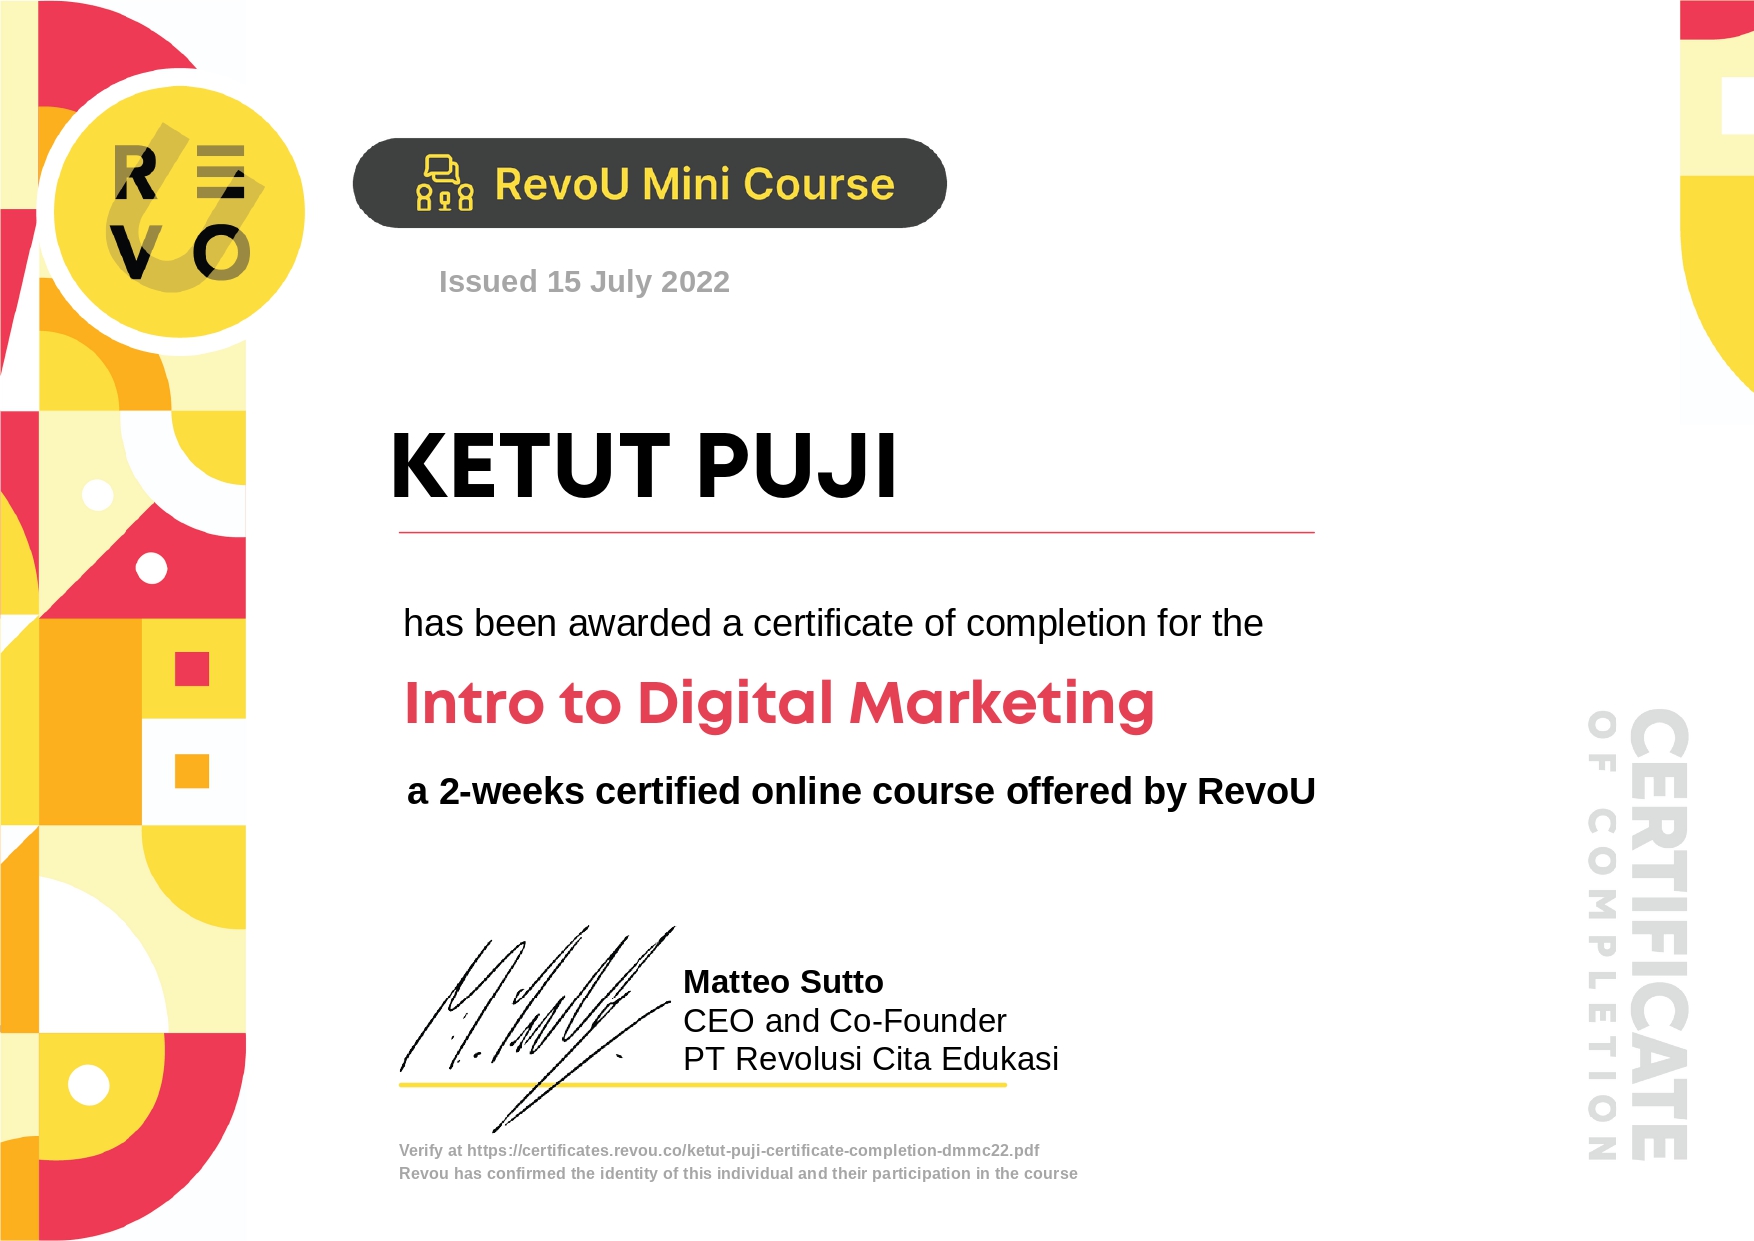 RE
VO
RevoU Mini Course
Issued 15 July 2022
KETUT PUJI
has been awarded a certificate of completion for the
Intro to Digital Marketing
a 2-weeks certified online course offered by RevoU
Matteo Sutto
CEO and Co-Founder
PT Revolusi Cita Edukasi
Verify at https://certificates.revou.co/ketut-puji-certificate-completion-dmmc22.pdf
Revou has confirmed the identity of this individual and their participation in the course
CERTIFICATE
OF COMPLETION